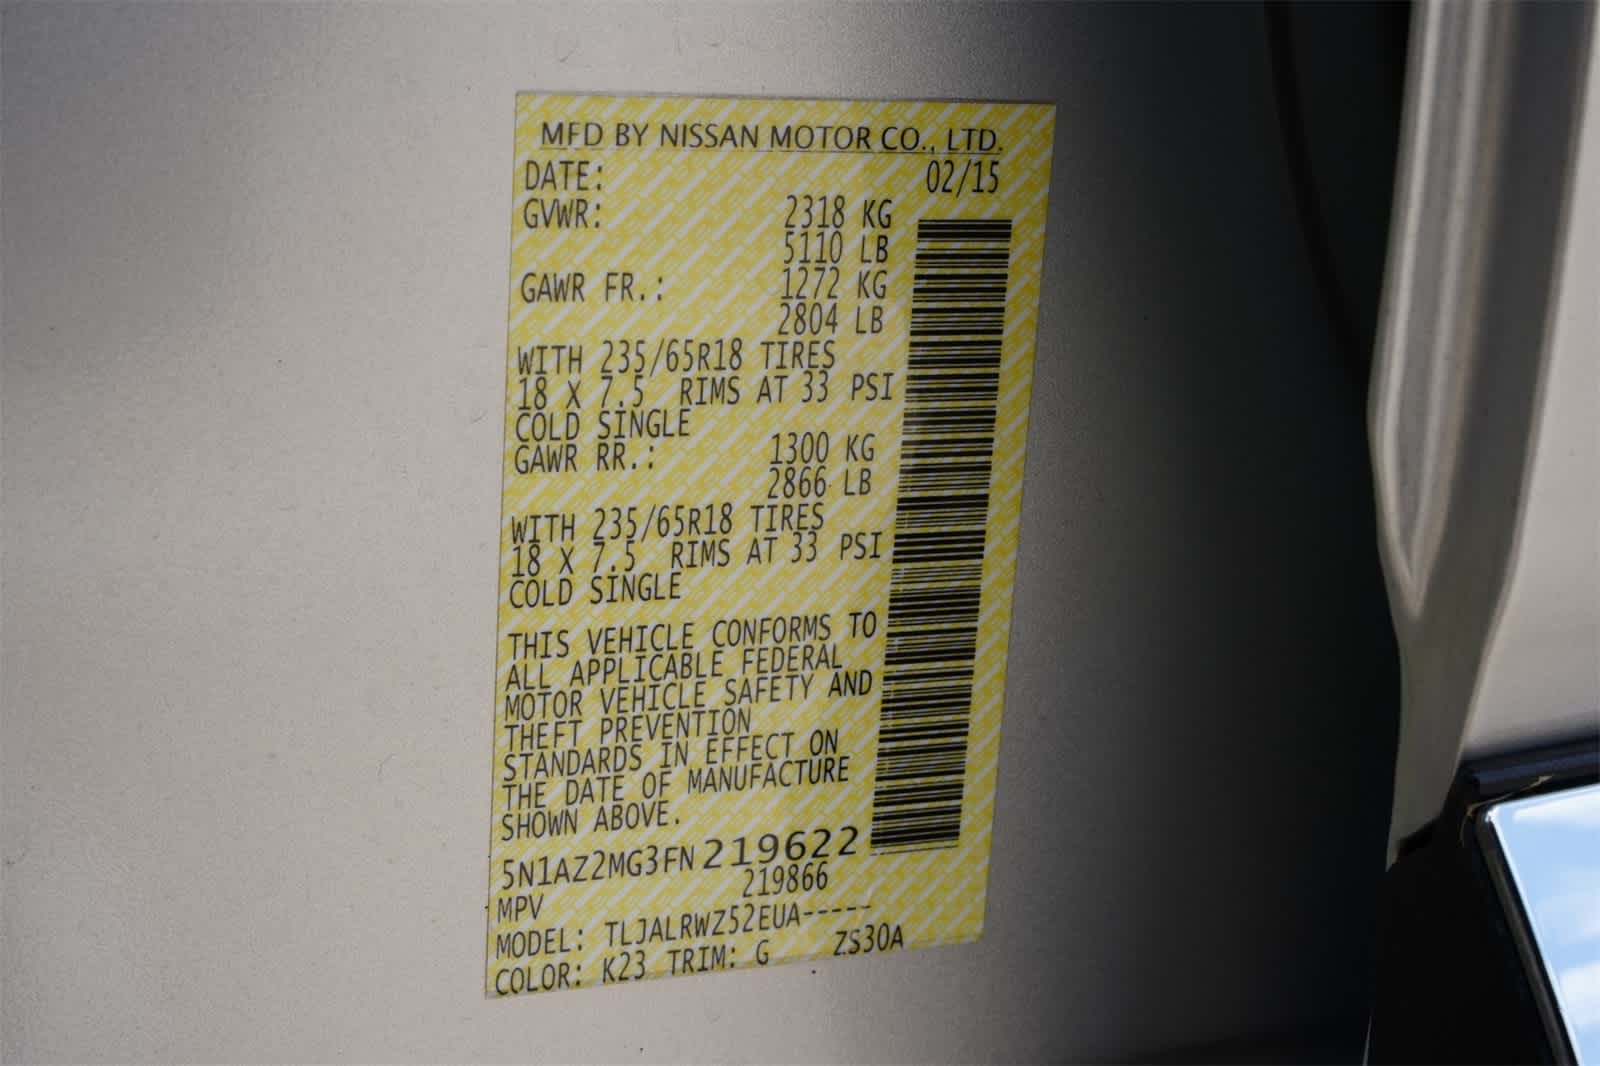 MFD BY NISSAN MOTOR CO., LTD.
DATE: 02/15
GVWR: 2318 KG
5110 LB
GAWR FR.: 1272 KG
2804 LB
WITH 235/65R18 TIRES
18 X 7.5 RIMS AT 33 PSI
COLD SINGLE
GAWR RR.: 1300 KG
2866 LB
WITH 235/65R18 TIRES
18 X 7.5 RIMS AT 33 PSI
COLD SINGLE
THIS VEHICLE CONFORMS TO
ALL APPLICABLE FEDERAL
MOTOR VEHICLE SAFETY AND
THEFT PREVENTION
STANDARDS IN EFFECT ON
THE DATE OF MANUFACTURE
SHOWN ABOVE.
5N1AZ2MG3FN219622
MPV 219866
MODEL: TLJALRWZ52EUA-----
COLOR: K23 TRIM: G ZS30A